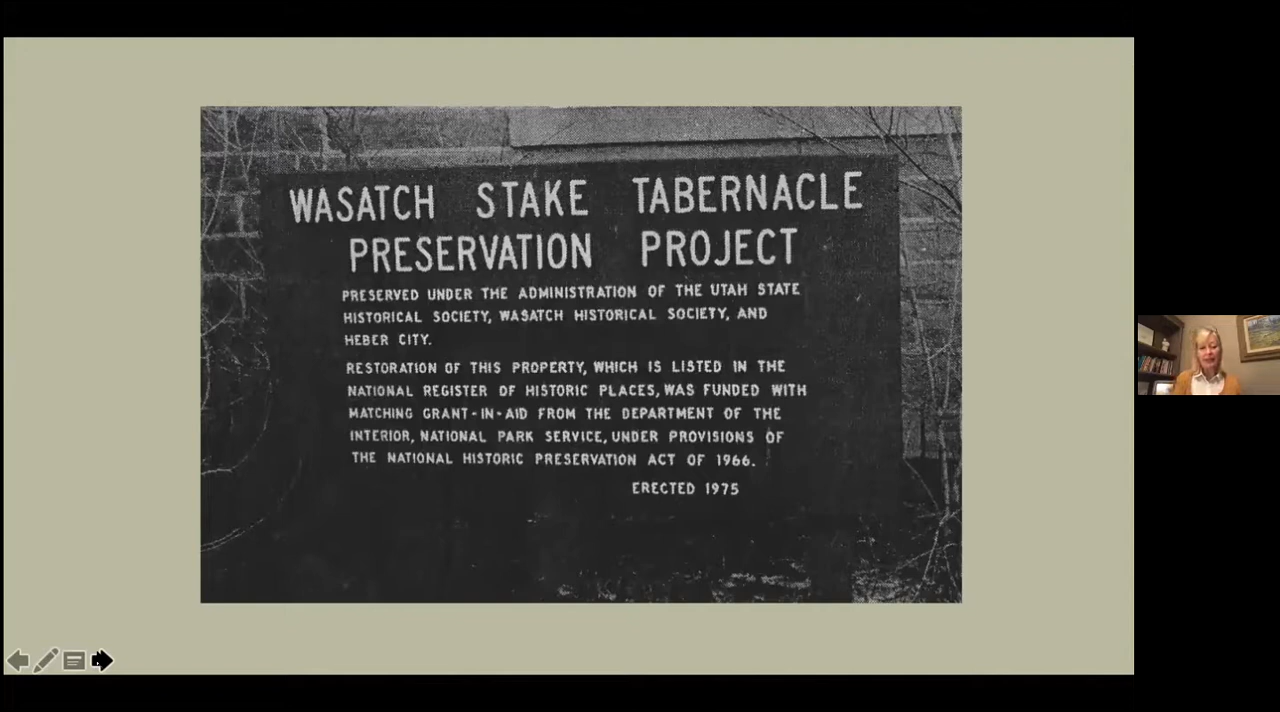 WASATCH STAKE TABERNACLE
PRESERVATION PROJECT
PRESERVED UNDER THE ADMINISTRATION OF THE UTAH STATE
HISTORICAL SOCIETY, WASATCH HISTORICAL SOCIETY, AND
HEBER CITY.
RESTORATION OF THIS PROPERTY, WHICH IS LISTED IN THE
NATIONAL REGISTER OF HISTORIC PLACES, WAS FUNDED WITH
MATCHING GRANT-IN-AID FROM THE DEPARTMENT OF THE
INTERIOR, NATIONAL PARK SERVICE, UNDER PROVISIONS OF
THE NATIONAL HISTORIC PRESERVATION ACT OF 1966.
ERECTED 1975